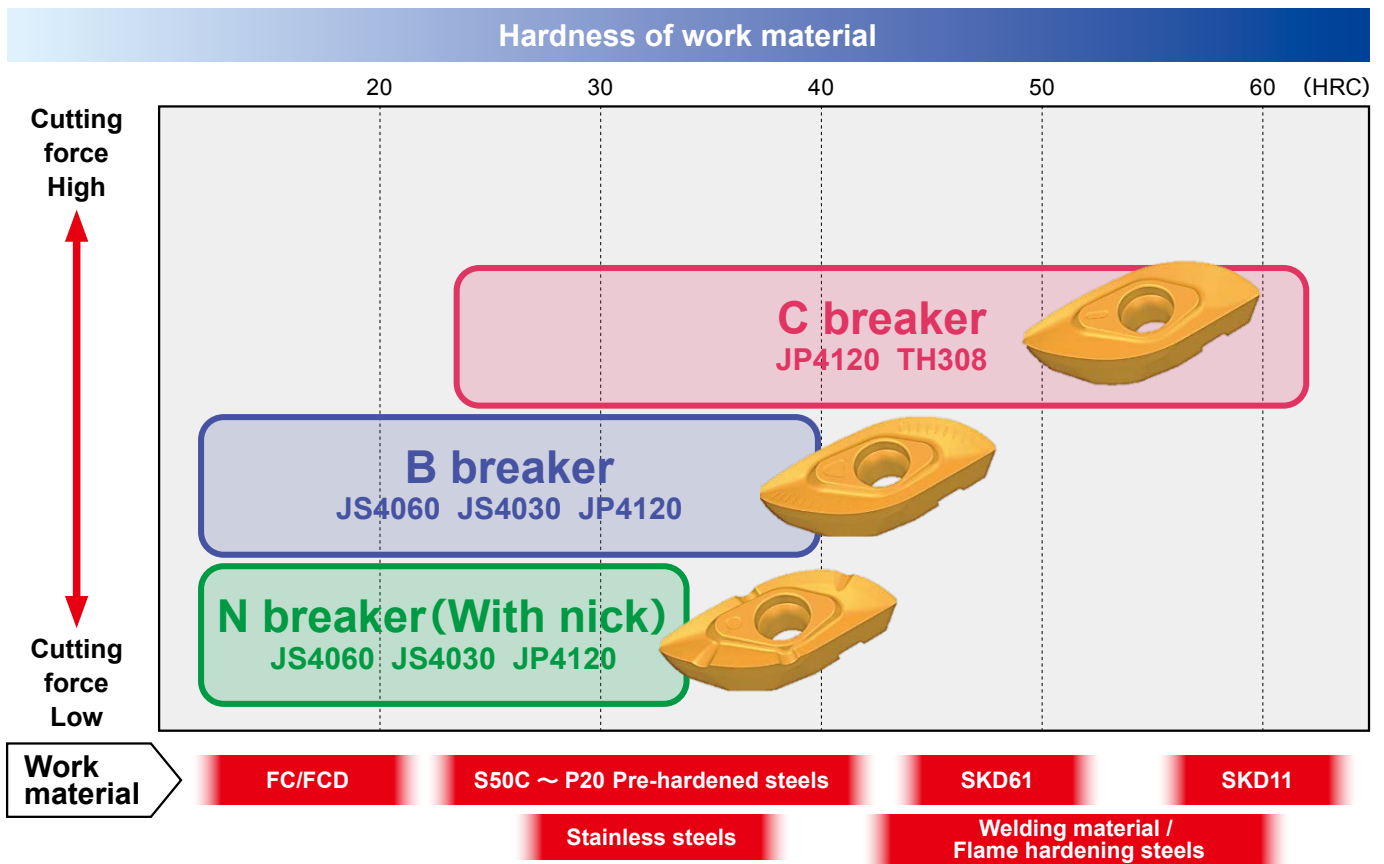 Hardness of work material
20 30 40 50 60 (HRC)
Cutting
force
High
C breaker
JP4120 TH308
B breaker
JS4060 JS4030 JP4120
N breaker(With nick)
JS4060 JS4030 JP4120
Cutting
force
Low
Work
material
FC/FCD
S50C ～ P20 Pre-hardened steels
SKD61
SKD11
Stainless steels
Welding material /
Flame hardening steels